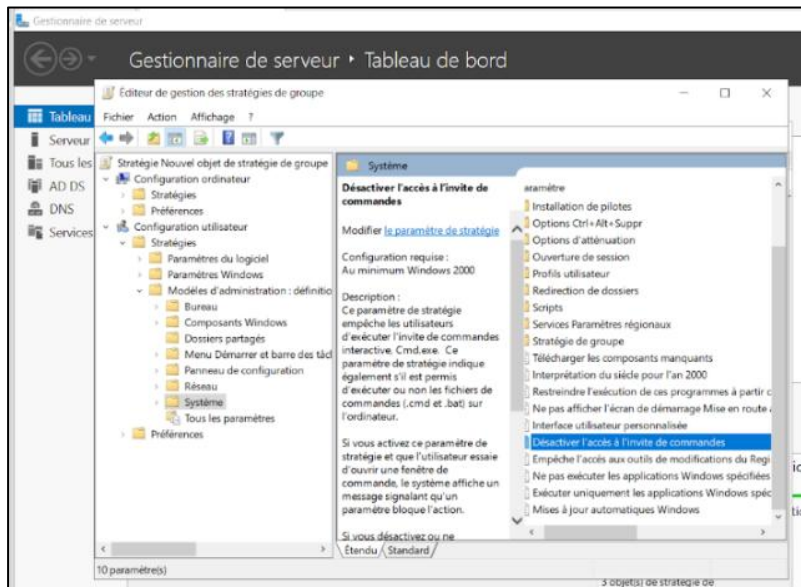 Gestionnaire de serveur
Gestionnaire de serveur • Tableau de bord
Éditeur de gestion des stratégies de groupe
Fichier Action Affichage ?
Tableau
Serveur
Tous les
AD DS
DNS
Services
Stratégie Nouvel objet de stratégie de groupe
Configuration ordinateur
Stratégies
Préférences
Configuration utilisateur
Stratégies
Paramètres du logiciel
Paramètres Windows
Modèles d'administration : définitio
Bureau
Composants Windows
Dossiers partagés
Menu Démarrer et barre des tâc
Panneau de configuration
Réseau
Système
Tous les paramètres
Préférences
Système
Désactiver l'accès à l'invite de
commandes
Modifier le paramètre de stratégie
Configuration requise :
Au minimum Windows 2000
Description :
Ce paramètre de stratégie
empêche les utilisateurs
d'exécuter l'invite de commandes
interactive, Cmd.exe. Ce
paramètre de stratégie indique
également s'il est permis
d'exécuter ou non les fichiers de
commandes (.cmd et .bat) sur
l'ordinateur.
Si vous activez ce paramètre de
stratégie et que l'utilisateur essaie
d'ouvrir une fenêtre de
commande, le système affiche un
message signalant qu'un
paramètre bloque l'action.
Si vous désactivez ou ne
aramètre
Installation de pilotes
Options Ctrl+Alt+Suppr
Options d'atténuation
Ouverture de session
Profils utilisateur
Redirection de dossiers
Scripts
Services Paramètres régionaux
Stratégie de groupe
Télécharger les composants manquants
Interprétation du siècle pour l'an 2000
Restreindre l'exécution de ces programmes à partir
Ne pas afficher l'écran de démarrage Mise en route
Interface utilisateur personnalisée
Désactiver l'accès à l'invite de commandes
Empêche l'accès aux outils de modifications du Regi
Ne pas exécuter les applications Windows spécifiées
Exécuter uniquement les applications Windows spéc
Mises à jour automatiques Windows
Étendu Standard
10 paramètre(s)
3 objet(s) de stratégie de